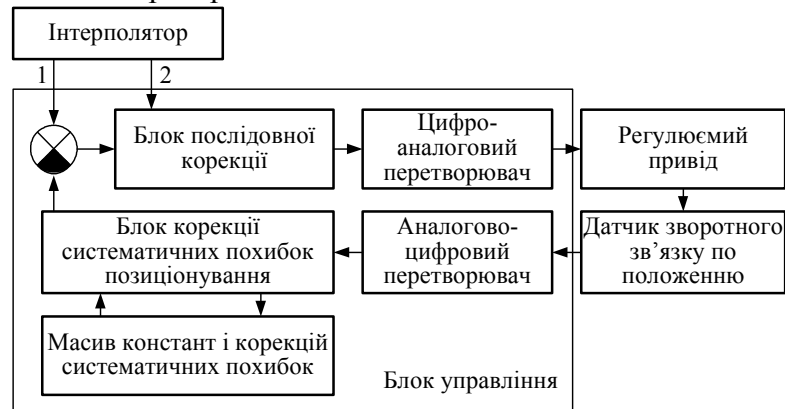 Інтерполятор
1
2
Блок послідовної
корекції
Цифро-
аналоговий
перетворювач
Регулюємий
привід
Блок корекції
систематичних похибок
позиціонування
Аналогово-
цифровий
перетворювач
Датчик зворотного
зв’язку по
положенню
Масив констант і корекцій
систематичних похибок
Блок управління